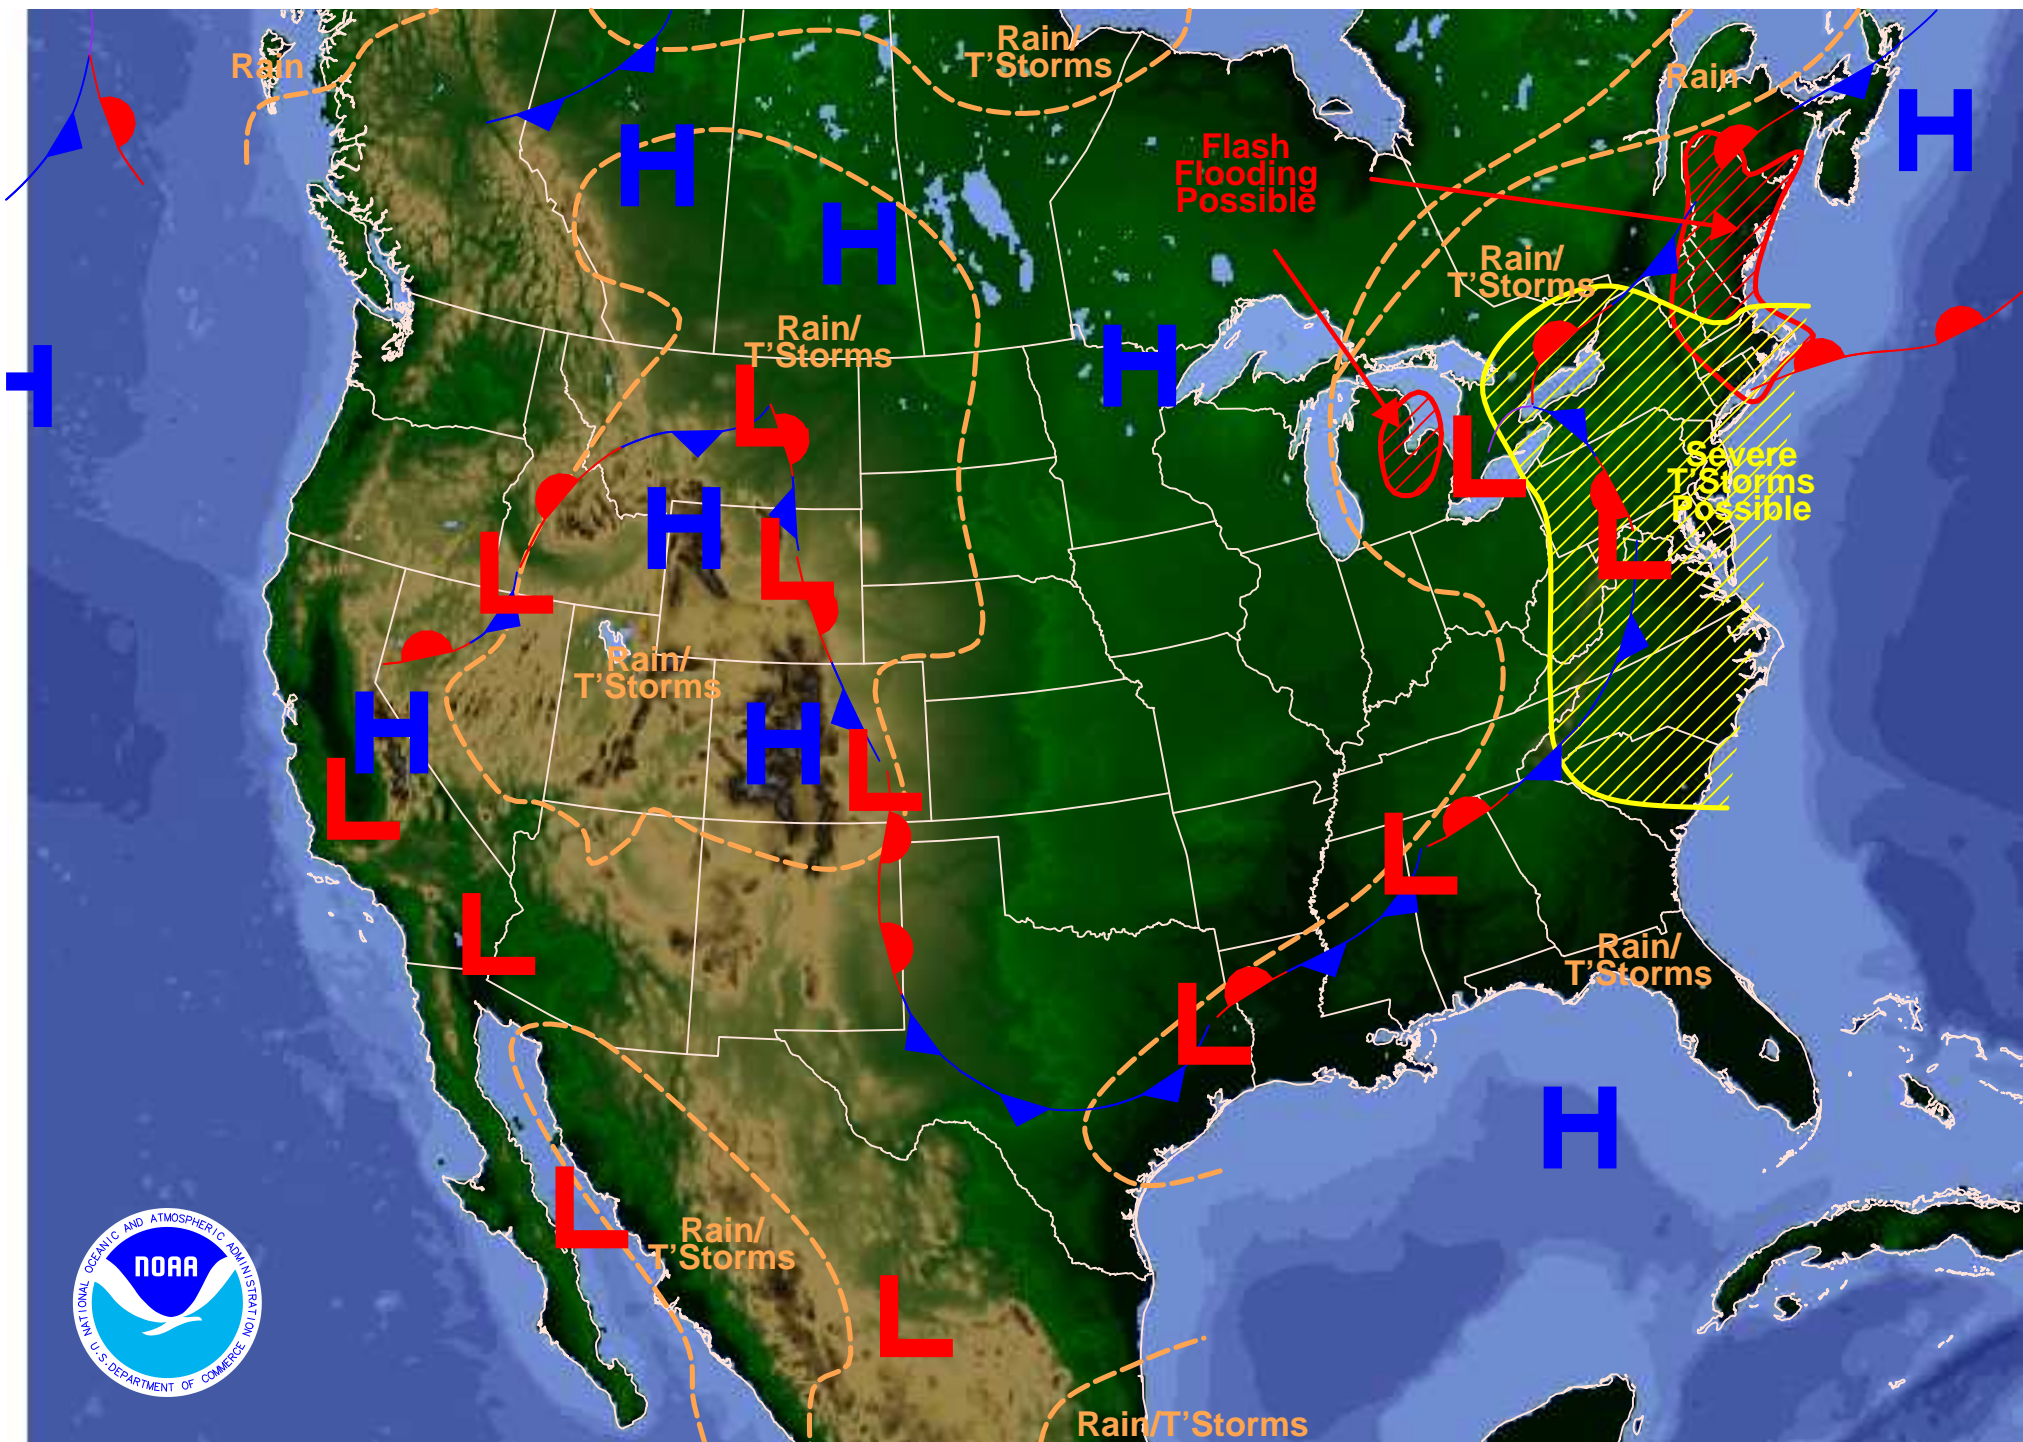 Rain
Rain/
T'Storms
Rain
Flash
Flooding
Possible
H
H
H
H
Rain/
T'Storms
Rain/
T'Storms
H
H
L
L
Severe
T'Storms
Possible
H
L
L
L
Rain/
T'Storms
H
H
L
L
L
L
L
Rain/
T'Storms
L
H
L
Rain/
T'Storms
L
Rain/T'Storms
NOAA
NATIONAL OCEANIC AND ATMOSPHERIC ADMINISTRATION
U.S. DEPARTMENT OF COMMERCE